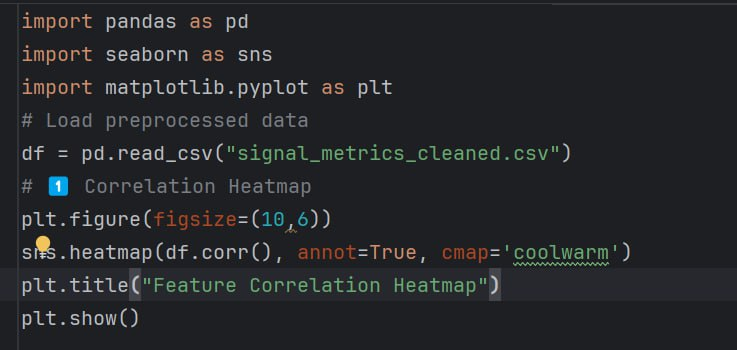 import pandas as pd
import seaborn as sns
import matplotlib.pyplot as plt
# Load preprocessed data
df = pd.read_csv("signal_metrics_cleaned.csv")
# 1️⃣ Correlation Heatmap
plt.figure(figsize=(10,6))
sns.heatmap(df.corr(), annot=True, cmap='coolwarm')
plt.title("Feature Correlation Heatmap")
plt.show()